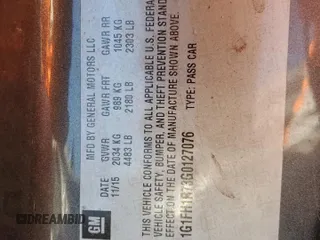 GM
MFD BY GENERAL MOTORS LLC
DATE GVWR GAWR FRT GAWR RR
11/15 2034 KG 989 KG 1045 KG
4483 LB 2180 LB 2303 LB
THIS VEHICLE CONFORMS TO ALL APPLICABLE U.S. FEDERA
VEHICLE SAFETY, BUMPER, AND THEFT PREVENTION STAND
EFFECT ON THE DATE OF MANUFACTURE SHOWN ABOVE.
1G1FH1R73G0127076 TYPE: PASS CAR
DREAMBID